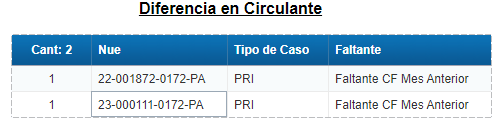 Diferencia en Circulante
Cant: 2 Nue Tipo de Caso Faltante
1 22-001872-0172-PA PRI Faltante CF Mes Anterior
1 23-000111-0172-PA PRI Faltante CF Mes Anterior